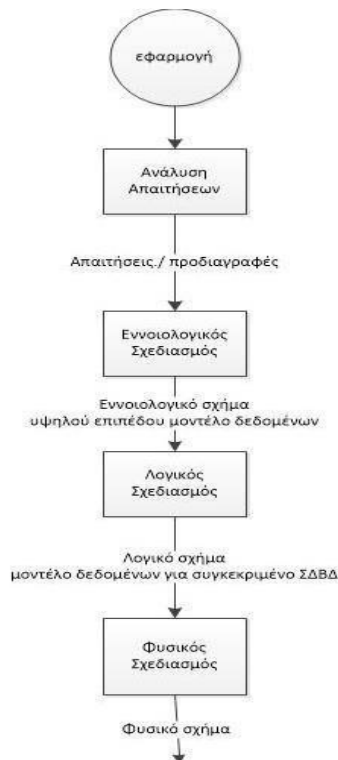 εφαρμογή
Ανάλυση
Απαιτήσεων
Απαιτήσεις./ προδιαγραφές
Εννοιολογικός
Σχεδιασμός
Εννοιολογικό σχήμα
υψηλού επιπέδου μοντέλο δεδομένων
Λογικός
Σχεδιασμός
Λογικό σχήμα
μοντέλο δεδομένων για συγκεκριμένο ΣΔΒΔ
Φυσικός
Σχεδιασμός
Φυσικό σχήμα